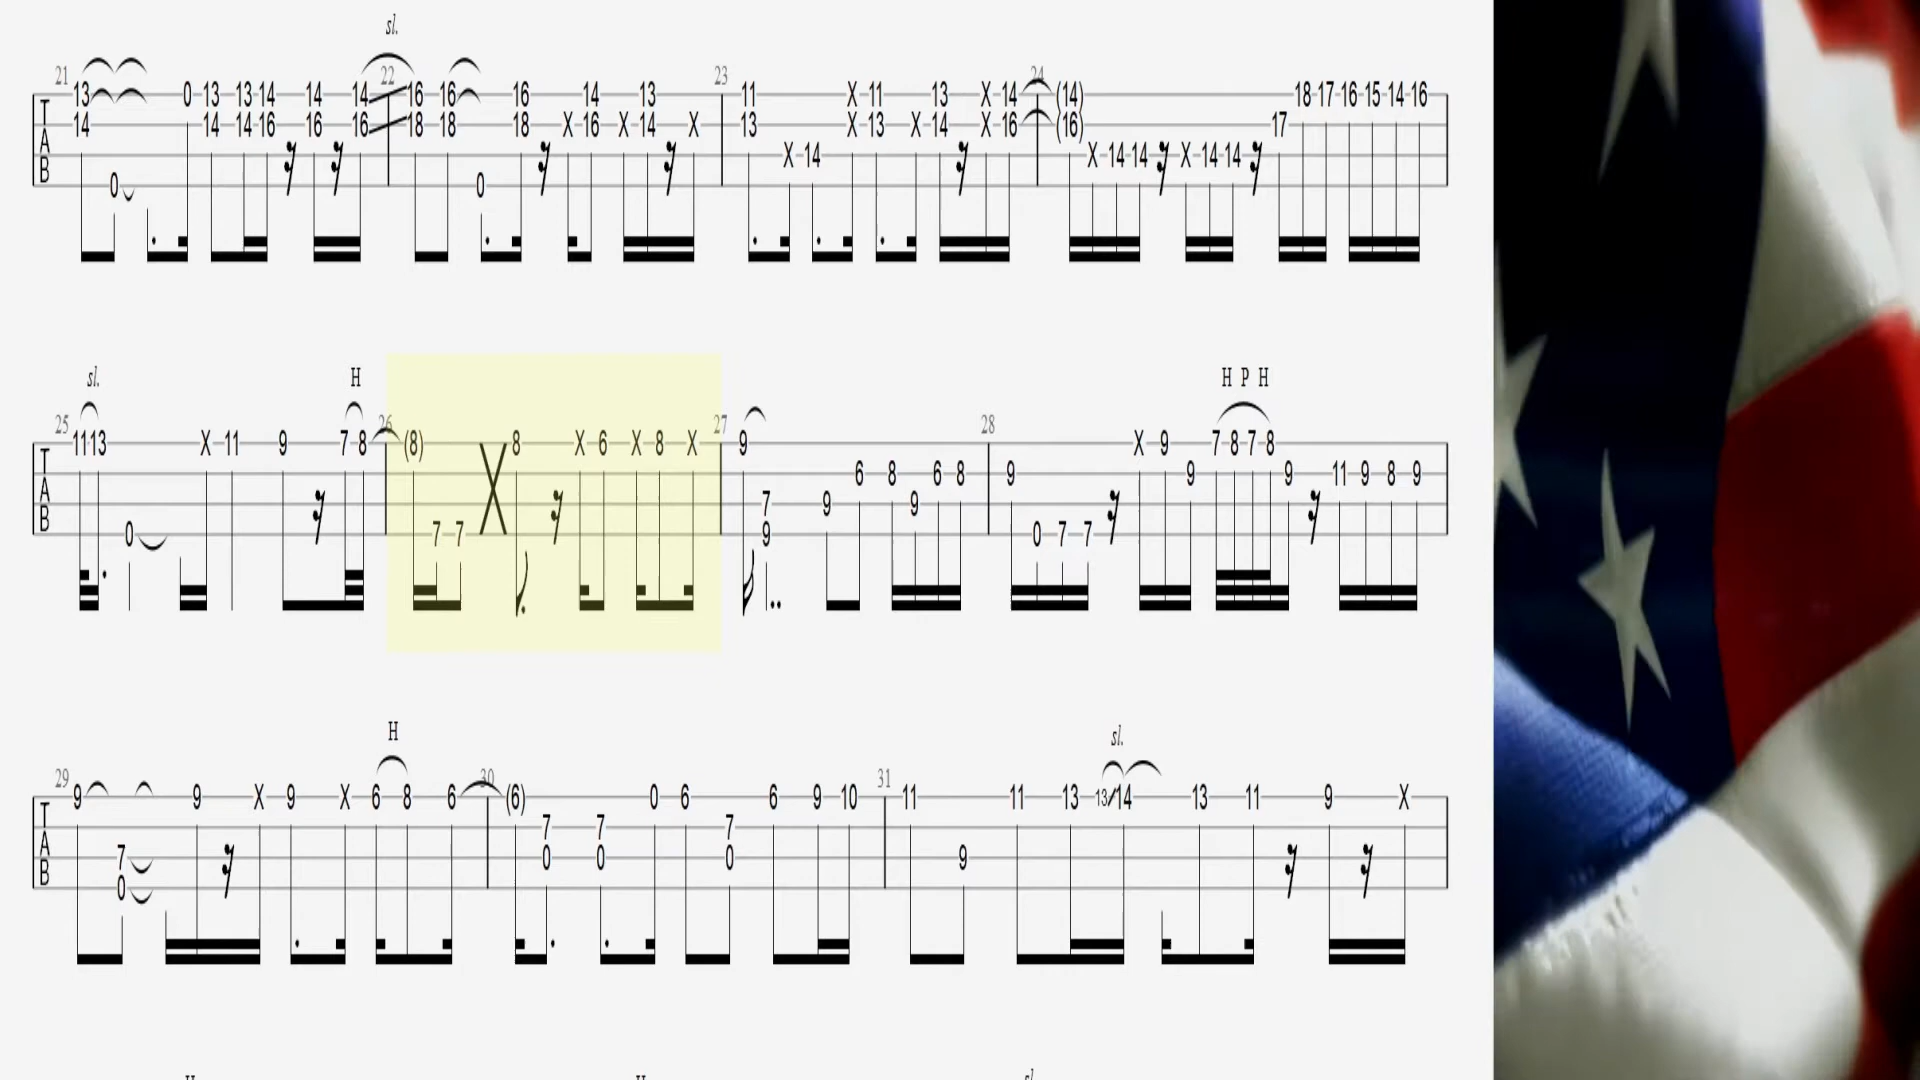 sl.
21 22 23 24
13 0 13 13 14 14 14 16 16 16 14 13 11 X 11 13 X 14 (14) 18 17 16 15 14 16
T 14 14 14 16 16 16 18 18 18 X 16 X 14 X 13 X 13 X 14 X 16 (16) 17
A X 14 X 14 14 X 14 14
B 0 0
sl. H H P H
25 26 27 28
11 13 X 11 9 7 8 (8) 8 X 6 X 8 X 9 X 9 7 8 7 8
T 6 8 6 8 9 9 9 11 9 8 9
A 7 9 9
B 0 7 7 9 0 7 7
H sl.
29 30 31
9 9 X 9 X 6 8 6 (6) 0 6 6 9 10 11 11 13 13 14 13 11 9 X
T 7 7 7
A 7 0 0 0 9
B 0